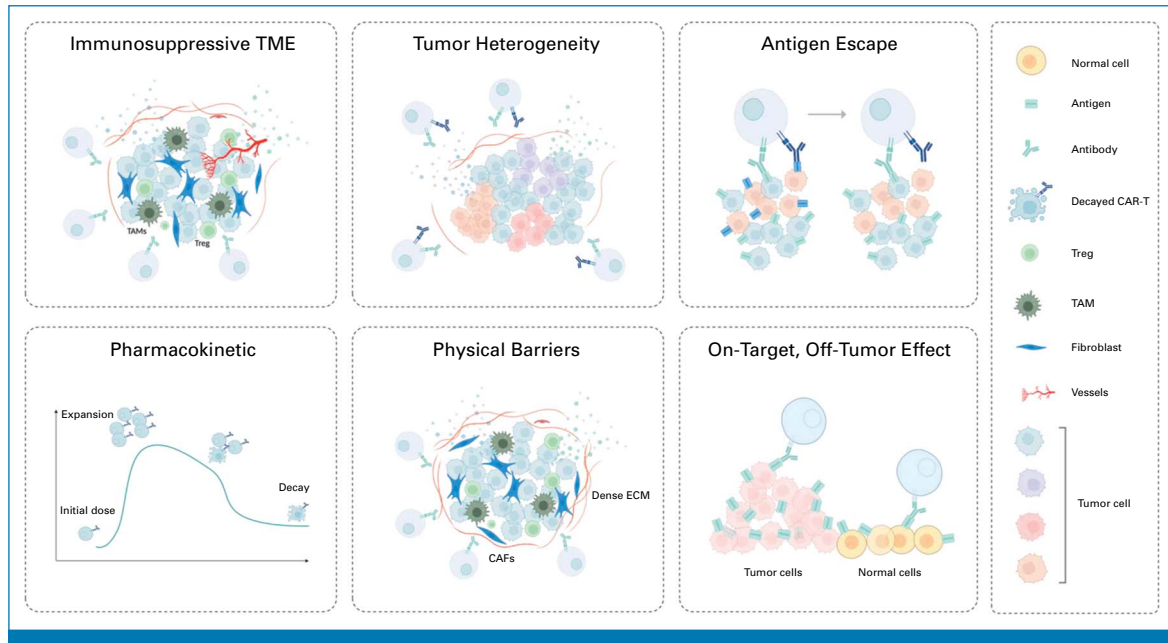 Immunosuppressive TME
TAMs
Treg
Tumor Heterogeneity
Antigen Escape
Pharmacokinetic
Expansion
Initial dose
Decay
Physical Barriers
Dense ECM
CAFs
On-Target, Off-Tumor Effect
Tumor cells
Normal cells
Normal cell
Antigen
Antibody
Decayed CAR-T
Treg
TAM
Fibroblast
Vessels
Tumor cell